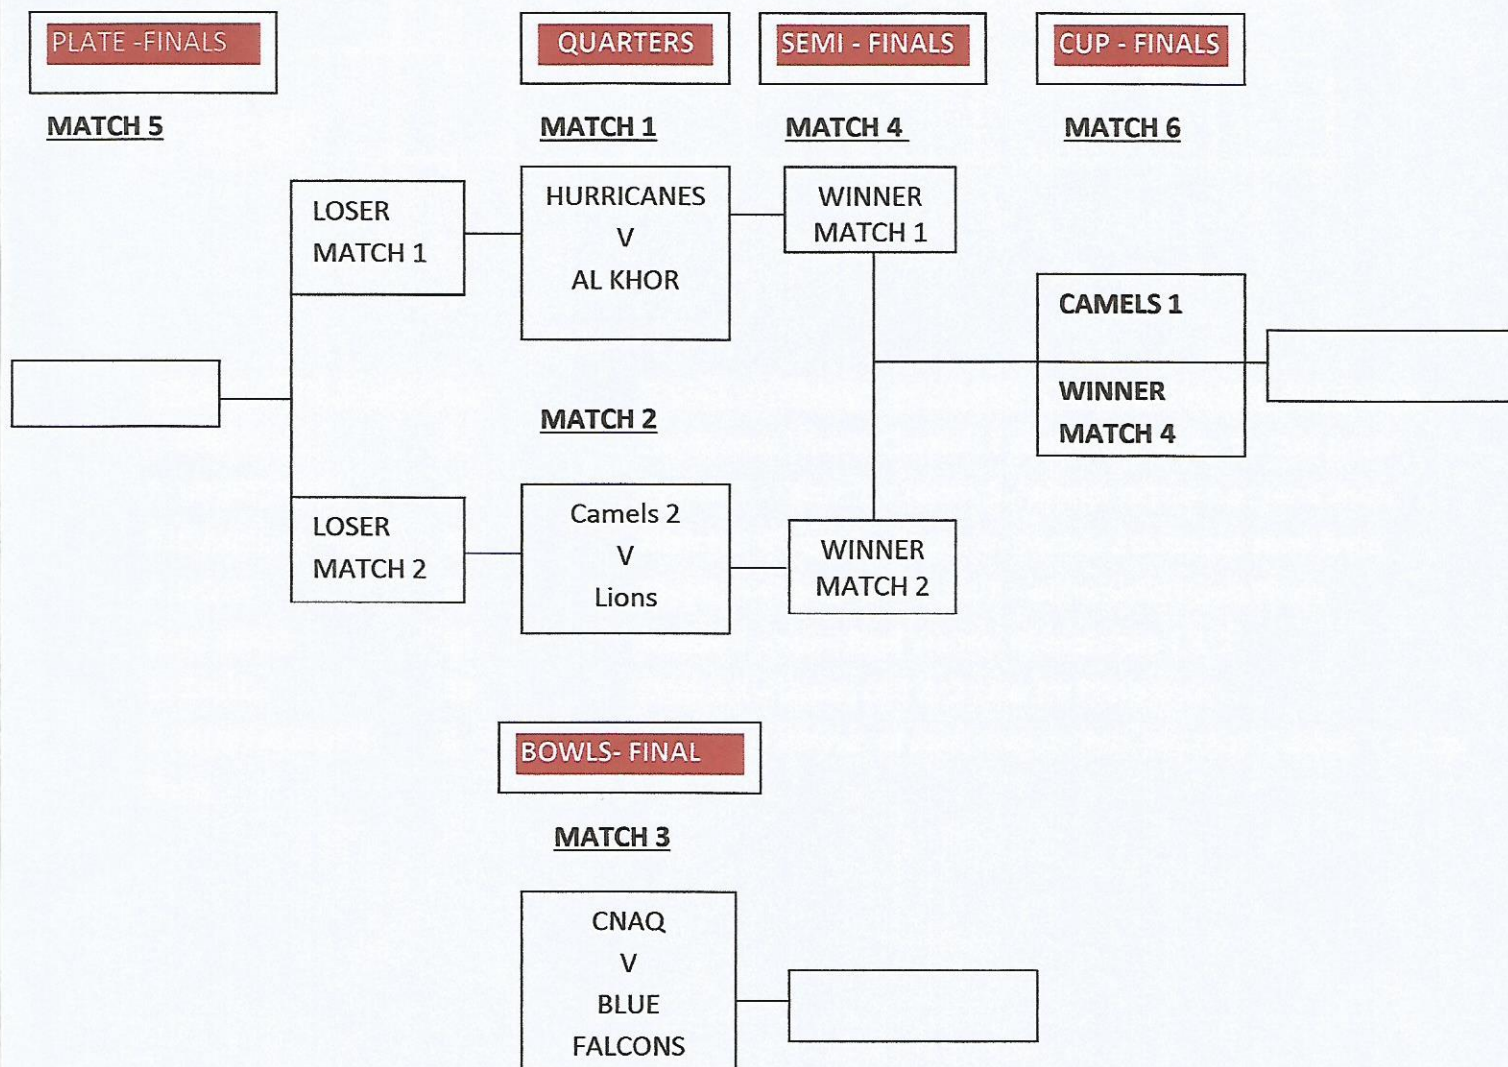 PLATE -FINALS
QUARTERS
SEMI - FINALS
CUP - FINALS
MATCH 5
MATCH 1
MATCH 4
MATCH 6
LOSER
MATCH 1
HURRICANES
V
AL KHOR
WINNER
MATCH 1
CAMELS 1
WINNER
MATCH 4
MATCH 2
LOSER
MATCH 2
Camels 2
V
Lions
WINNER
MATCH 2
BOWLS- FINAL
MATCH 3
CNAQ
V
BLUE
FALCONS